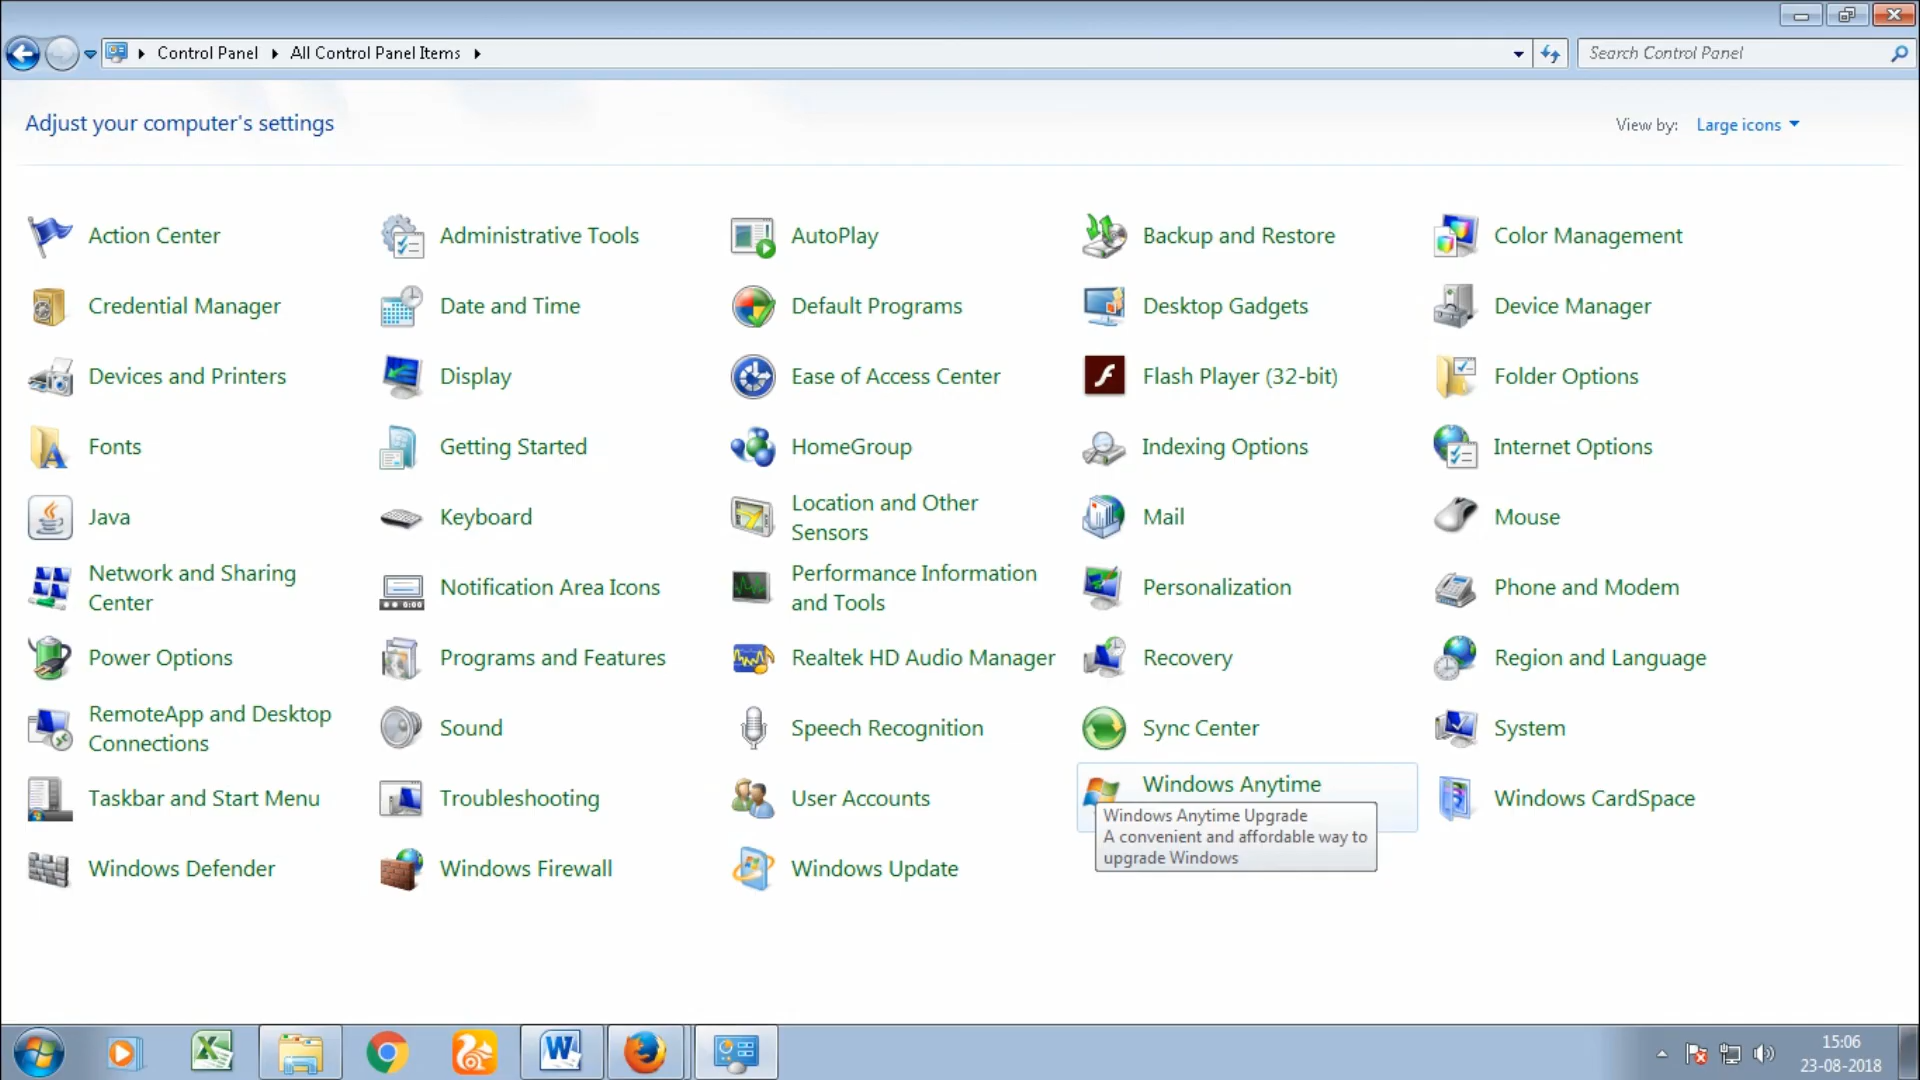 Control Panel
All Control Panel Items
Search Control Panel
Adjust your computer's settings
View by: Large icons
Action Center
Administrative Tools
AutoPlay
Backup and Restore
Color Management
Credential Manager
Date and Time
Default Programs
Desktop Gadgets
Device Manager
Devices and Printers
Display
Ease of Access Center
Flash Player (32-bit)
Folder Options
Fonts
Getting Started
HomeGroup
Indexing Options
Internet Options
Java
Keyboard
Location and Other
Sensors
Mail
Mouse
Network and Sharing
Center
Notification Area Icons
Performance Information
and Tools
Personalization
Phone and Modem
Power Options
Programs and Features
Realtek HD Audio Manager
Recovery
Region and Language
RemoteApp and Desktop
Connections
Sound
Speech Recognition
Sync Center
System
Taskbar and Start Menu
Troubleshooting
User Accounts
Windows Anytime
Windows Anytime Upgrade
A convenient and affordable way to
upgrade Windows
Windows CardSpace
Windows Defender
Windows Firewall
Windows Update
15:06
23-08-2018